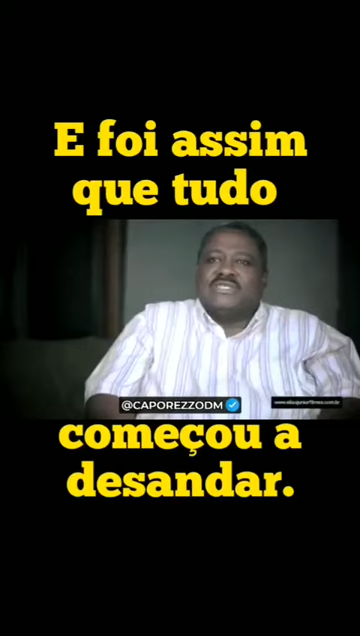 E foi assim
que tudo
@CAPOREZZODM
começou a
desandar.